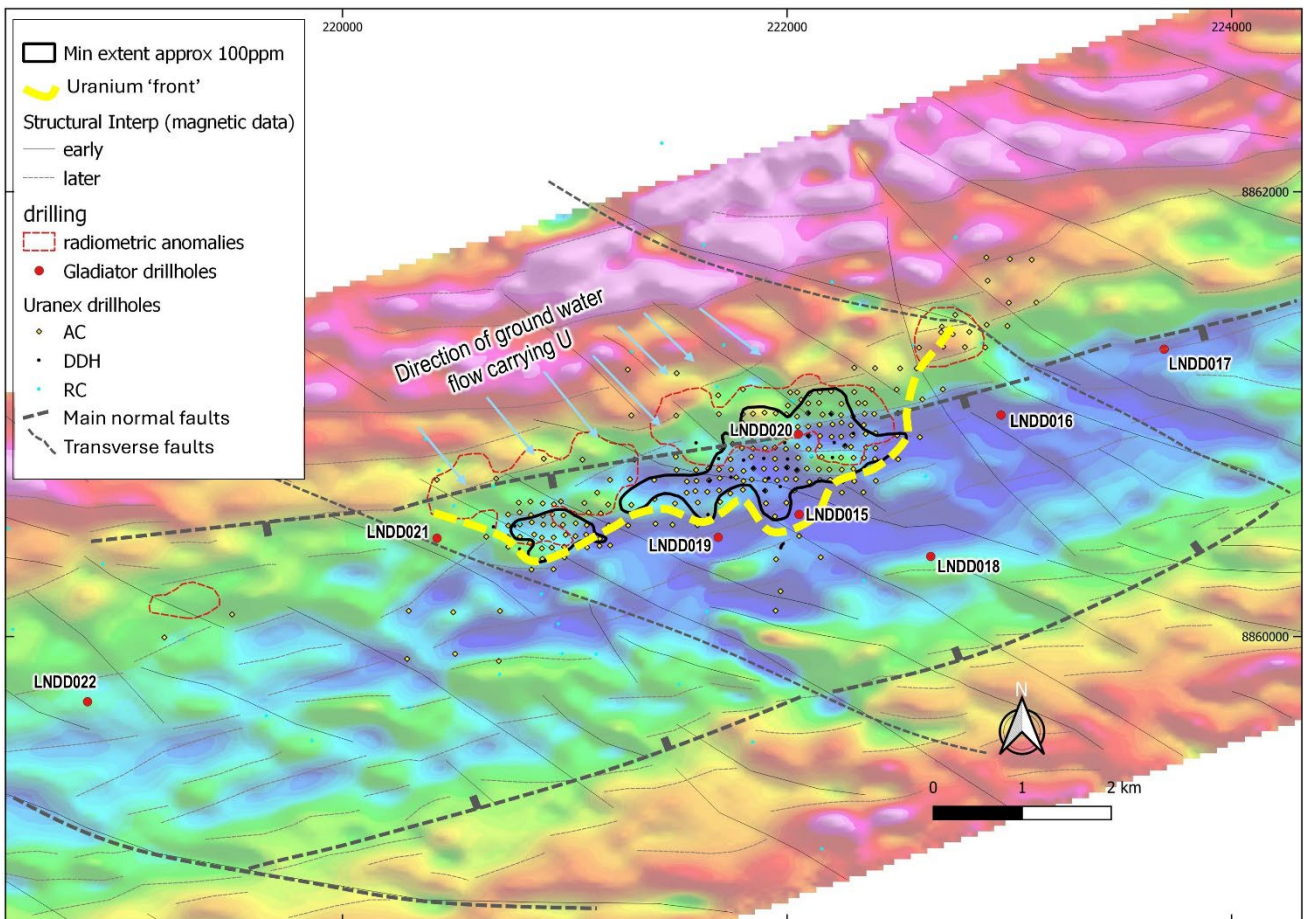 220000
222000
224000
Min extent approx 100ppm
Uranium ‘front’
Structural Interp (magnetic data)
early
later
drilling
radiometric anomalies
Gladiator drillholes
Uranex drillholes
AC
DDH
RC
Main normal faults
Transverse faults
8862000
Direction of ground water
flow carrying U
LNDD017
LNDD016
LNDD020
LNDD015
LNDD021
LNDD019
LNDD018
8860000
LNDD022
N
0 1 2 km